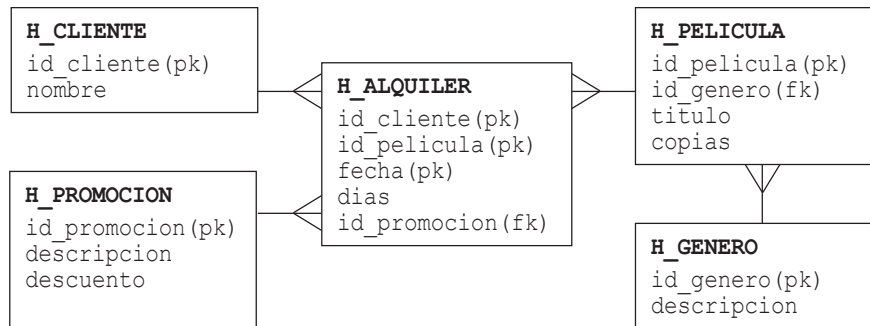 H_CLIENTE
id_cliente(pk)
nombre
H_PROMOCION
id_promocion(pk)
descripcion
descuento
H_ALQUILER
id_cliente(pk)
id_pelicula(pk)
fecha(pk)
dias
id_promocion(fk)
H_PELICULA
id_pelicula(pk)
id_genero(fk)
titulo
copias
H_GENERO
id_genero(pk)
descripcion